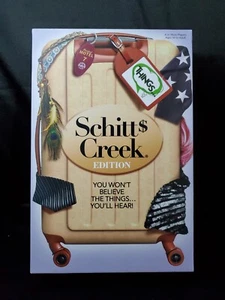 THINGS
Schitt$
Creek
EDITION
YOU WON'T
BELIEVE
THE THINGS...
YOU'LL HEAR!